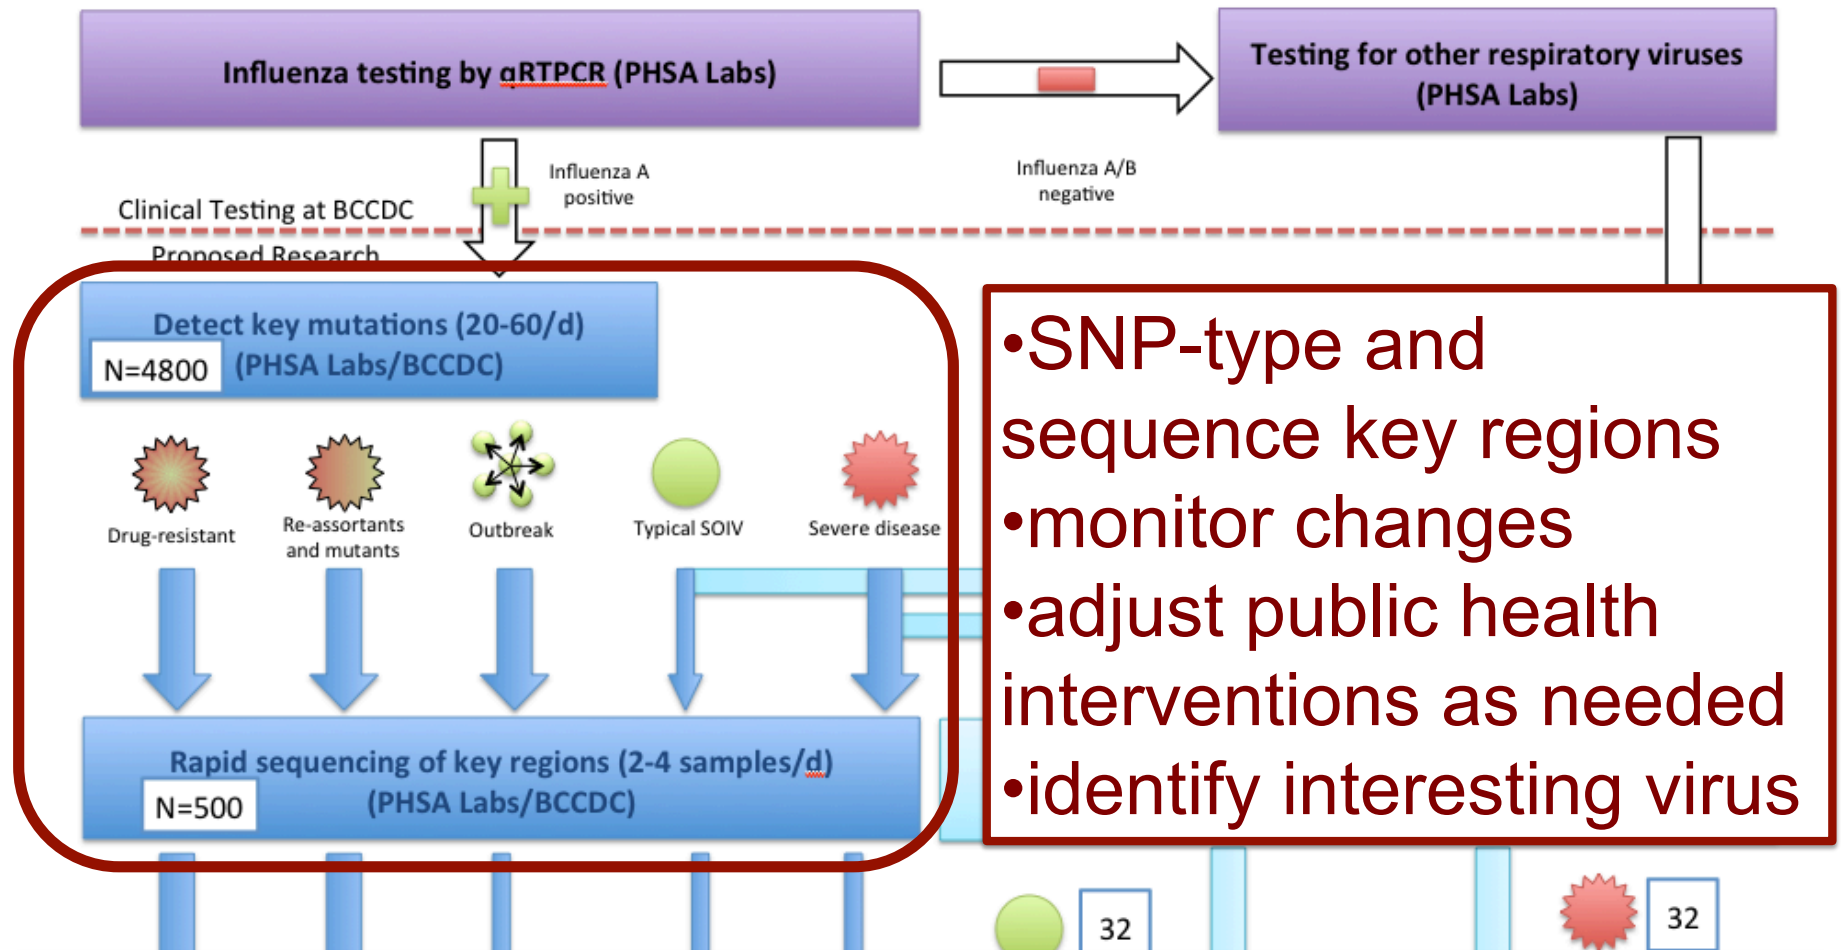 Influenza testing by qRTPCR (PHSA Labs)
Testing for other respiratory viruses
(PHSA Labs)
Influenza A
positive
Influenza A/B
negative
Clinical Testing at BCCDC
Proposed Research
Detect key mutations (20-60/d)
(PHSA Labs/BCCDC)
N=4800
Drug-resistant
Re-assortants
and mutants
Outbreak
Typical SOIV
Severe disease
•SNP-type and
sequence key regions
•monitor changes
•adjust public health
interventions as needed
•identify interesting virus
Rapid sequencing of key regions (2-4 samples/d)
(PHSA Labs/BCCDC)
N=500
32
32